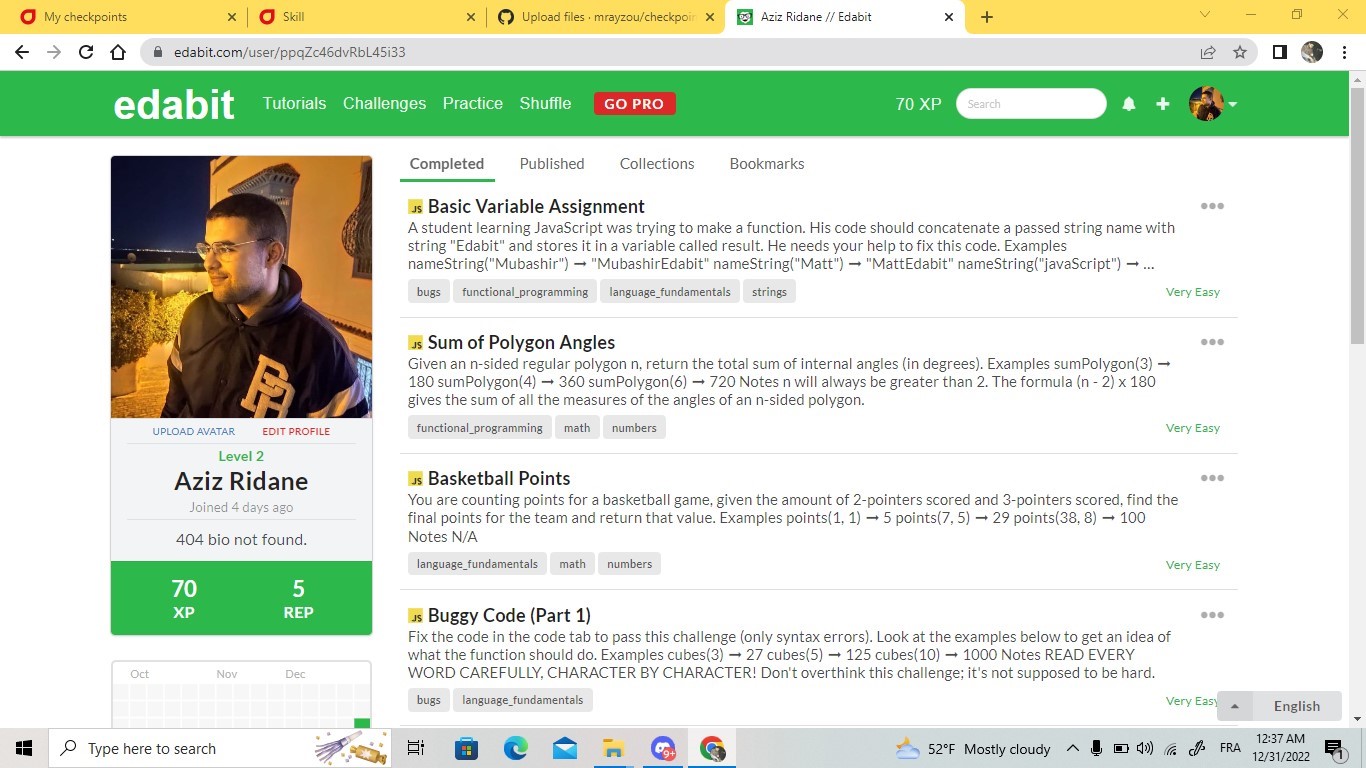 My checkpoints
Skill
Upload files · mrayzou/checkpoin
Aziz Ridane // Edabit
edabit.com/user/ppqZc46dvRbL45i33
edabit
Tutorials
Challenges
Practice
Shuffle
GO PRO
70 XP
Search
UPLOAD AVATAR
EDIT PROFILE
Level 2
Aziz Ridane
Joined 4 days ago
404 bio not found.
70
XP
5
REP
Oct
Nov
Dec
Completed
Published
Collections
Bookmarks
JS Basic Variable Assignment
A student learning JavaScript was trying to make a function. His code should concatenate a passed string name with
string "Edabit" and stores it in a variable called result. He needs your help to fix this code. Examples
nameString("Mubashir") ➞ "MubashirEdabit" nameString("Matt") ➞ "MattEdabit" nameString("javaScript") ➞ ...
bugs
functional_programming
language_fundamentals
strings
Very Easy
JS Sum of Polygon Angles
Given an n-sided regular polygon n, return the total sum of internal angles (in degrees). Examples sumPolygon(3) ➞
180 sumPolygon(4) ➞ 360 sumPolygon(6) ➞ 720 Notes n will always be greater than 2. The formula (n - 2) x 180
gives the sum of all the measures of the angles of an n-sided polygon.
functional_programming
math
numbers
Very Easy
JS Basketball Points
You are counting points for a basketball game, given the amount of 2-pointers scored and 3-pointers scored, find the
final points for the team and return that value. Examples points(1, 1) ➞ 5 points(7, 5) ➞ 29 points(38, 8) ➞ 100
Notes N/A
language_fundamentals
math
numbers
Very Easy
JS Buggy Code (Part 1)
Fix the code in the code tab to pass this challenge (only syntax errors). Look at the examples below to get an idea of
what the function should do. Examples cubes(3) ➞ 27 cubes(5) ➞ 125 cubes(10) ➞ 1000 Notes READ EVERY
WORD CAREFULLY, CHARACTER BY CHARACTER! Don't overthink this challenge; it's not supposed to be hard.
bugs
language_fundamentals
Very Easy
English
Type here to search
9+
52°F Mostly cloudy
FRA
12:37 AM
12/31/2022
1